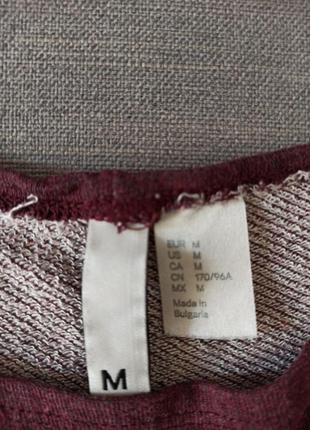 EUR M
US M
CA M
CN 170/96A
MX M
Made in
Bulgaria
M